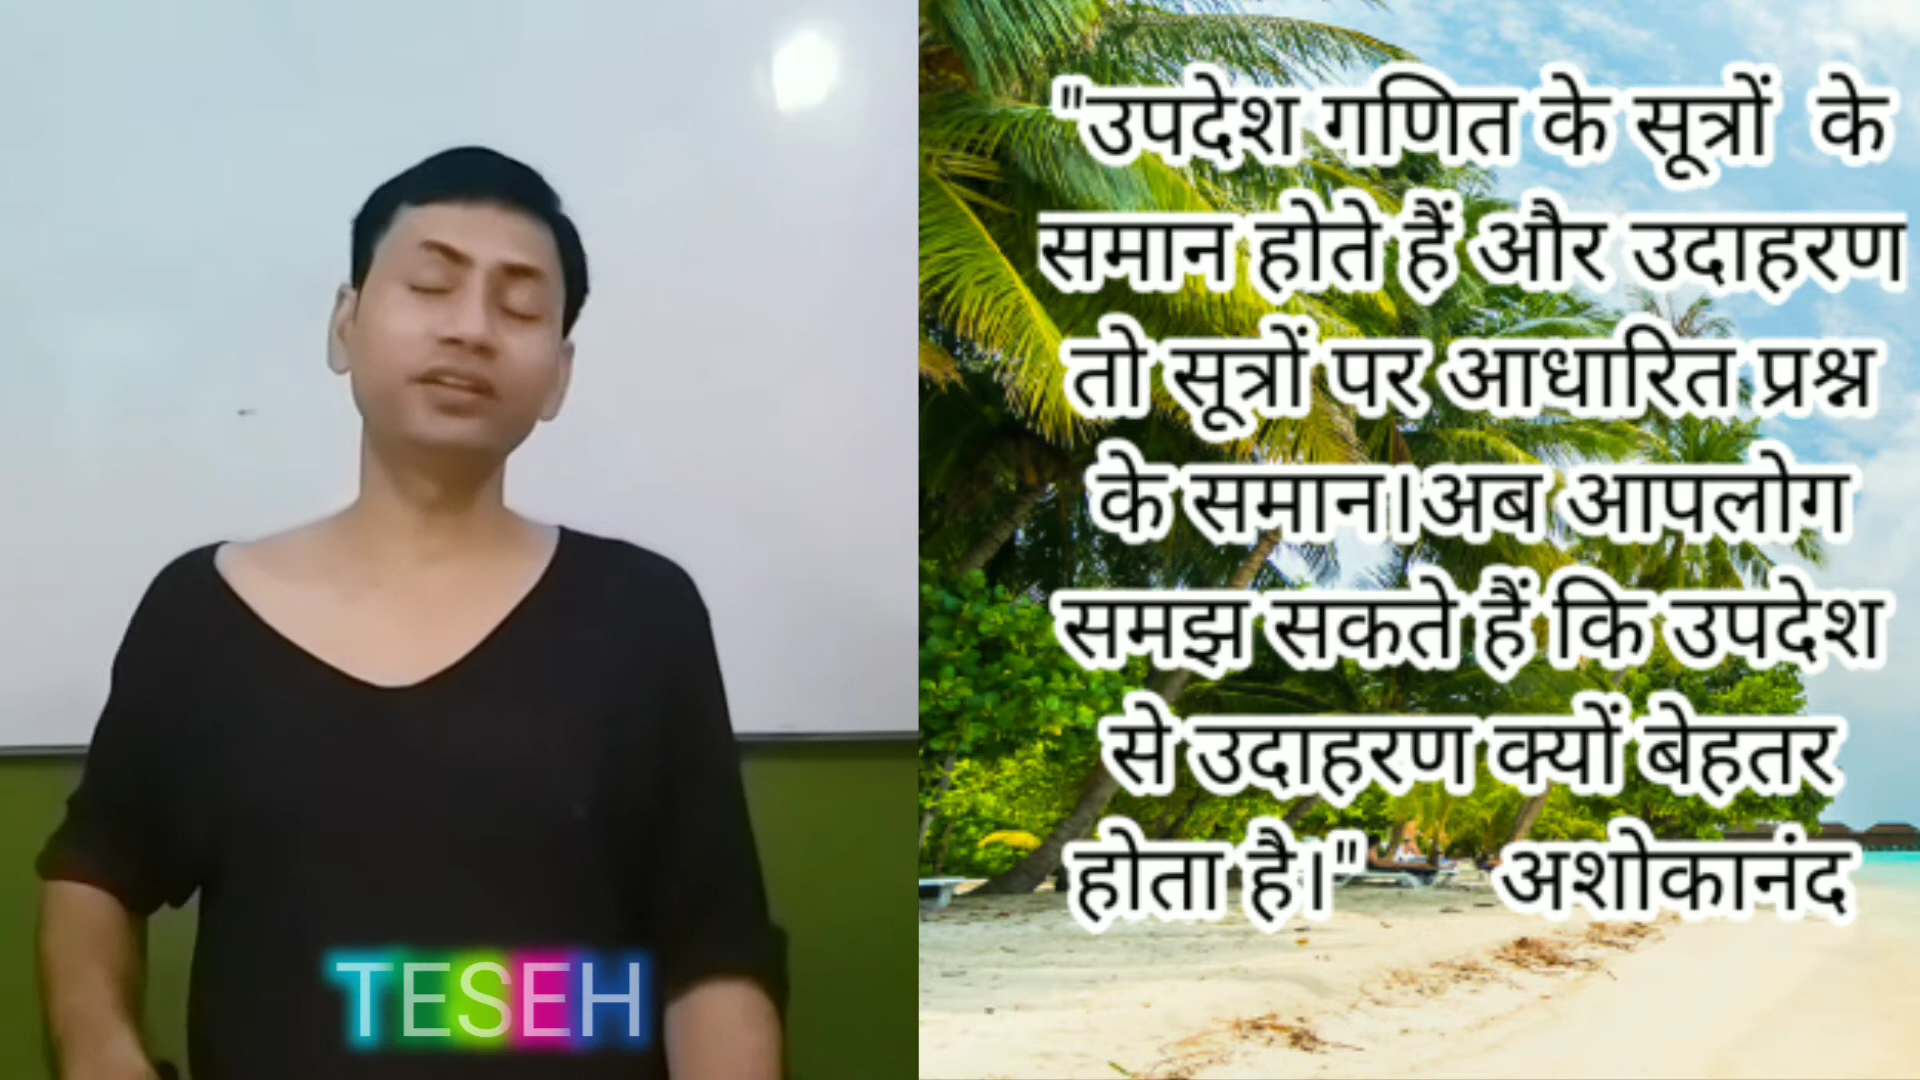 "उपदेश गणित के सूत्रों के
समान होते हैं और उदाहरण
तो सूत्रों पर आधारित प्रश्न
के समान।अब आपलोग
समझ सकते हैं कि उपदेश
से उदाहरण क्यों बेहतर
होता है।" अशोकानंद
TESEH